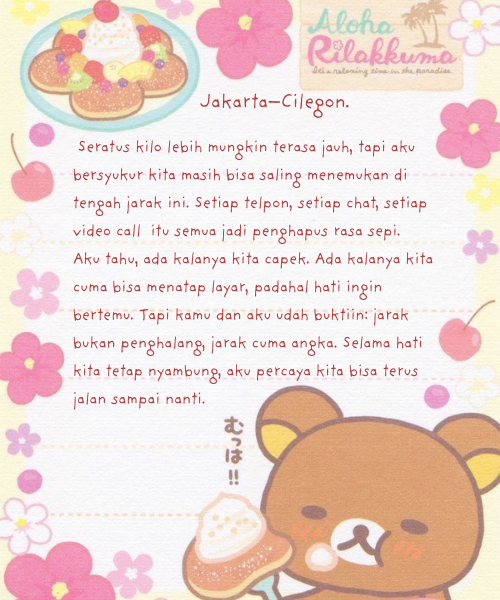 Aloha
Rilakkuma
It's a relaxing time in the paradise
Jakarta–Cilegon.
Seratus kilo lebih mungkin terasa jauh, tapi aku
bersyukur kita masih bisa saling menemukan di
tengah jarak ini. Setiap telpon, setiap chat, setiap
video call itu semua jadi penghapus rasa sepi.
Aku tahu, ada kalanya kita capek. Ada kalanya kita
cuma bisa menatap layar, padahal hati ingin
bertemu. Tapi kamu dan aku udah buktiin: jarak
bukan penghalang, jarak cuma angka. Selama hati
kita tetap nyambung, aku percaya kita bisa terus
jalan sampai nanti.
むっは!!